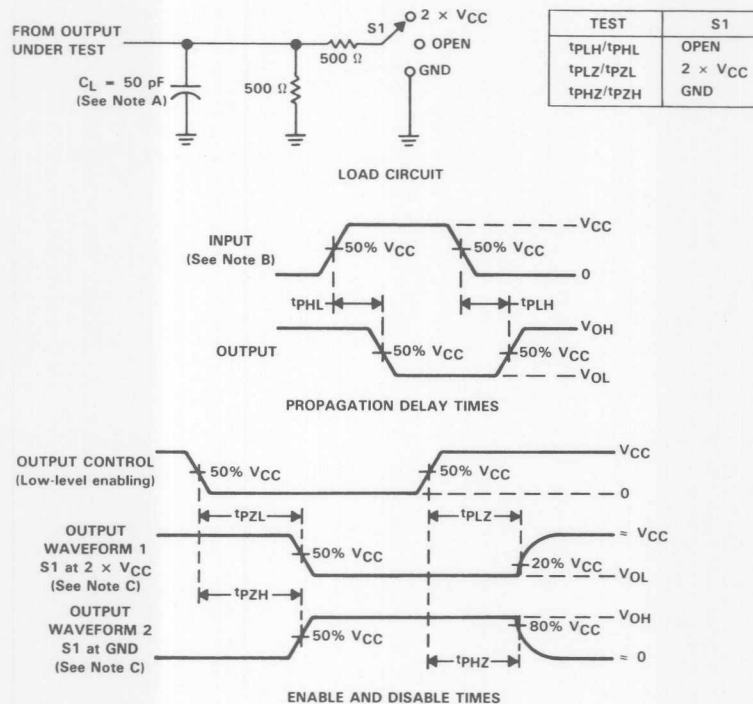 FROM OUTPUT
UNDER TEST
CL = 50 pF
(See Note A)
500 Ω
500 Ω
S1
2 × VCC
OPEN
GND
TEST S1
tPLH/tPHL OPEN
tPLZ/tPZL 2 × VCC
tPHZ/tPZH GND
LOAD CIRCUIT
INPUT
(See Note B)
50% VCC
50% VCC
VCC
0
tPHL
tPLH
OUTPUT
50% VCC
50% VCC
VOH
VOL
PROPAGATION DELAY TIMES
OUTPUT CONTROL
(Low-level enabling)
50% VCC
50% VCC
VCC
0
tPZL
tPLZ
OUTPUT
WAVEFORM 1
S1 at 2 × VCC
(See Note C)
50% VCC
20% VCC
≈ VCC
VOL
tPZH
OUTPUT
WAVEFORM 2
S1 at GND
(See Note C)
50% VCC
80% VCC
VOH
≈ 0
tPHZ
ENABLE AND DISABLE TIMES